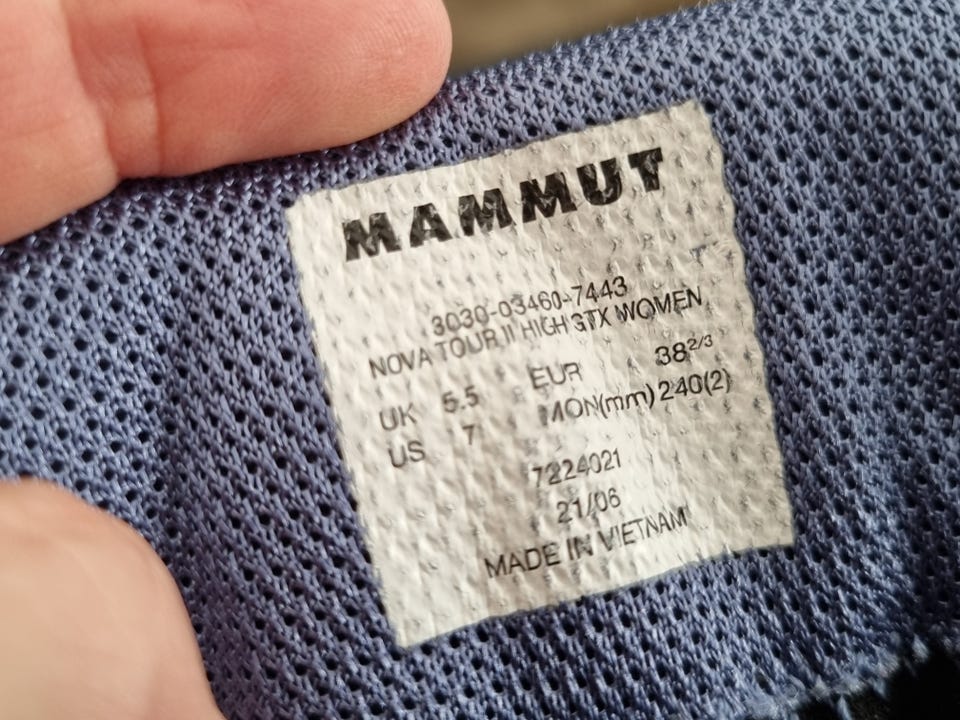 MAMMUT
3030-03460-7443
NOVA TOUR II HIGH GTX WOMEN
UK 5.5 EUR 38 2/3
US 7 MON(mm) 240(2)
7224021
21/06
MADE IN VIETNAM